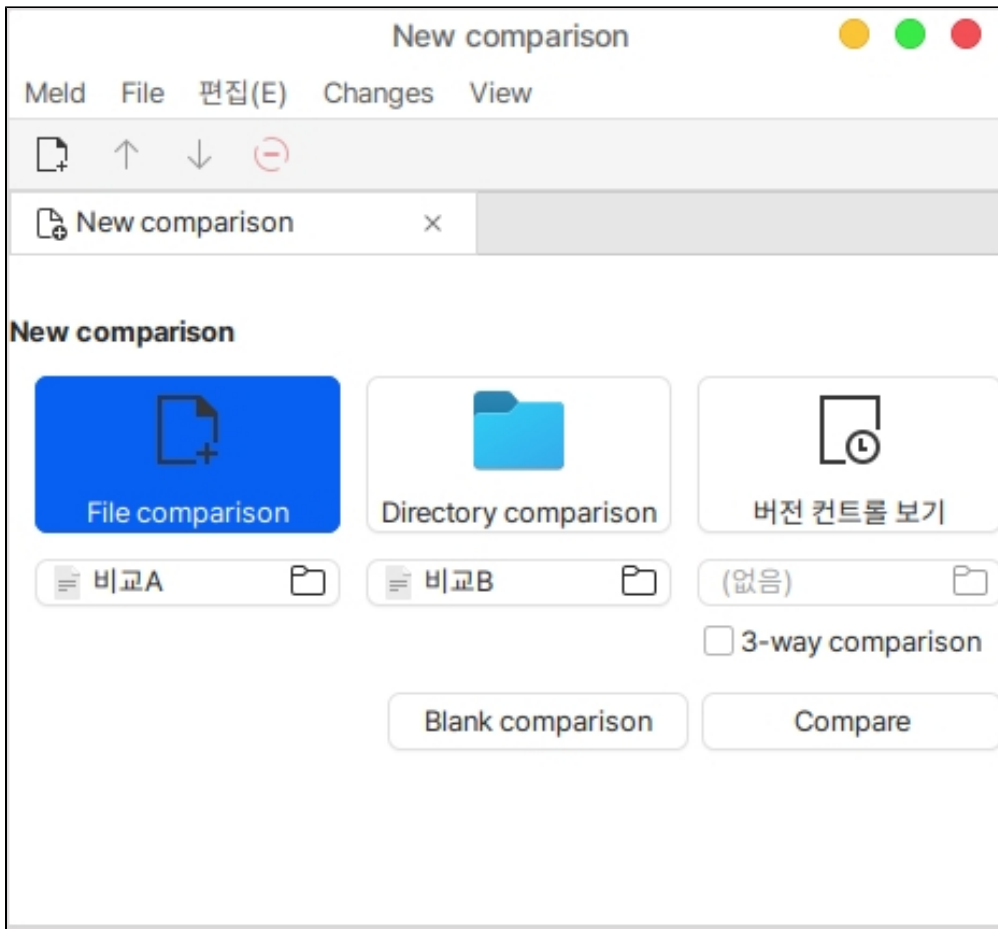 New comparison
Meld File 편집(E) Changes View
New comparison
New comparison
File comparison Directory comparison 버전 컨트롤 보기
비교A 비교B (없음)
3-way comparison
Blank comparison Compare